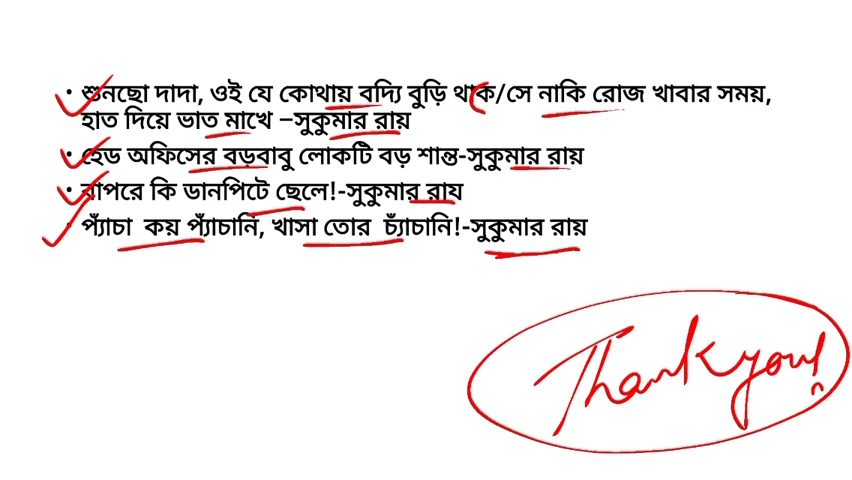 • শুনছো দাদা, ওই যে কোথায় বদ্যি বুড়ি থাকে/সে নাকি রোজ খাবার সময়,
হাত দিয়ে ভাত মাখে –সুকুমার রায়
• হেড অফিসের বড়বাবু লোকটি বড় শান্ত-সুকুমার রায়
• বাপরে কি ডানপিটে ছেলে!-সুকুমার রায
• প্যাঁচা কয় প্যাঁচানি, খাসা তোর চ্যাঁচানি!-সুকুমার রায়
Thank you!